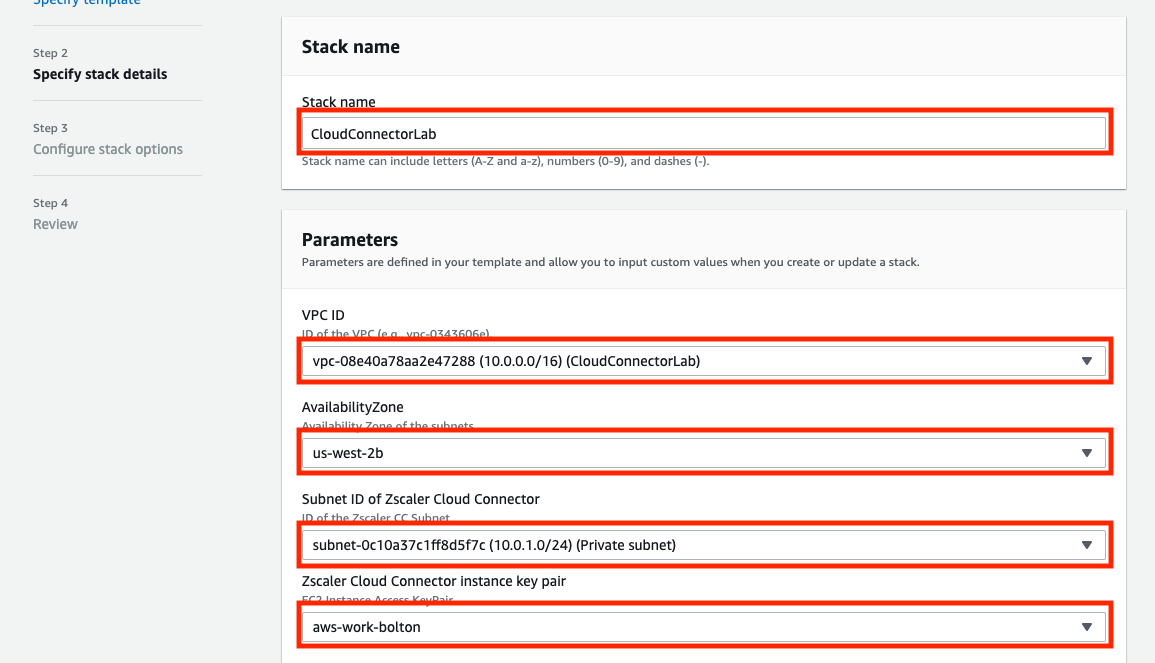 Specify template
Step 2
Specify stack details
Step 3
Configure stack options
Step 4
Review
Stack name
Stack name
CloudConnectorLab
Stack name can include letters (A-Z and a-z), numbers (0-9), and dashes (-).
Parameters
Parameters are defined in your template and allow you to input custom values when you create or update a stack.
VPC ID
ID of the VPC (e.g., vpc-0343606e)
vpc-08e40a78aa2e47288 (10.0.0.0/16) (CloudConnectorLab)
AvailabilityZone
Availability Zone of the subnets
us-west-2b
Subnet ID of Zscaler Cloud Connector
ID of the Zscaler CC Subnet
subnet-0c10a37c1ff8d5f7c (10.0.1.0/24) (Private subnet)
Zscaler Cloud Connector instance key pair
EC2 Instance Access KeyPair
aws-work-bolton